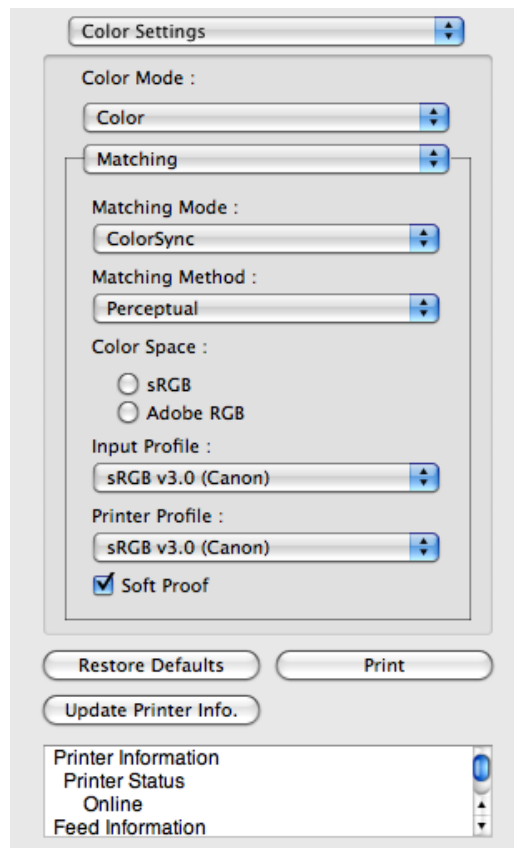 Color Settings
Color Mode :
Color
Matching
Matching Mode :
ColorSync
Matching Method :
Perceptual
Color Space :
sRGB
Adobe RGB
Input Profile :
sRGB v3.0 (Canon)
Printer Profile :
sRGB v3.0 (Canon)
Soft Proof
Restore Defaults Print
Update Printer Info.
Printer Information
Printer Status
Online
Feed Information